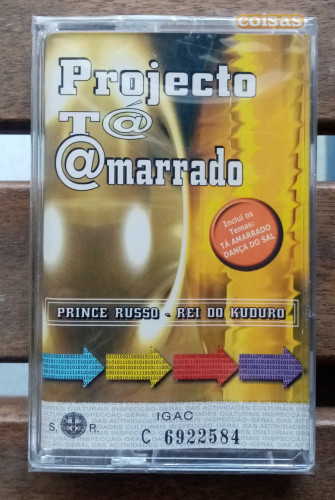 coisas
Projecto
T@
@marrado
Inclui os
Temas:
TÁ AMARRADO
DANÇA DO SAL
PRINCE RUSSO - REI DO KUDURO
IGAC
S. R.
C 6922584